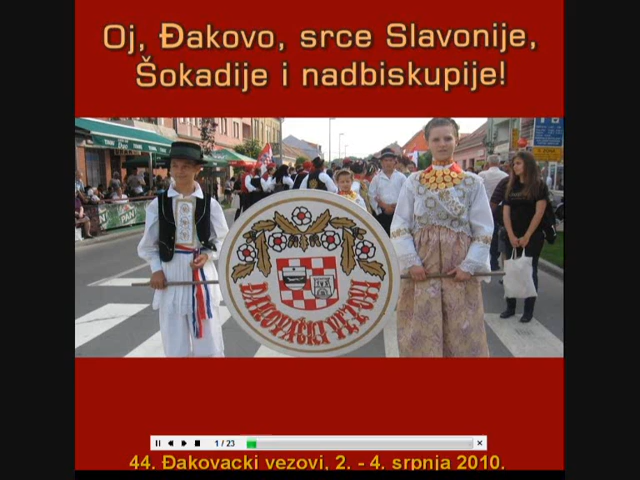 Oj, Đakovo, srce Slavonije,
Šokadije i nadbiskupije!
ĐAKOVAČKI VEZOVI
1 / 23
44. Đakovacki vezovi, 2. - 4. srpnja 2010.